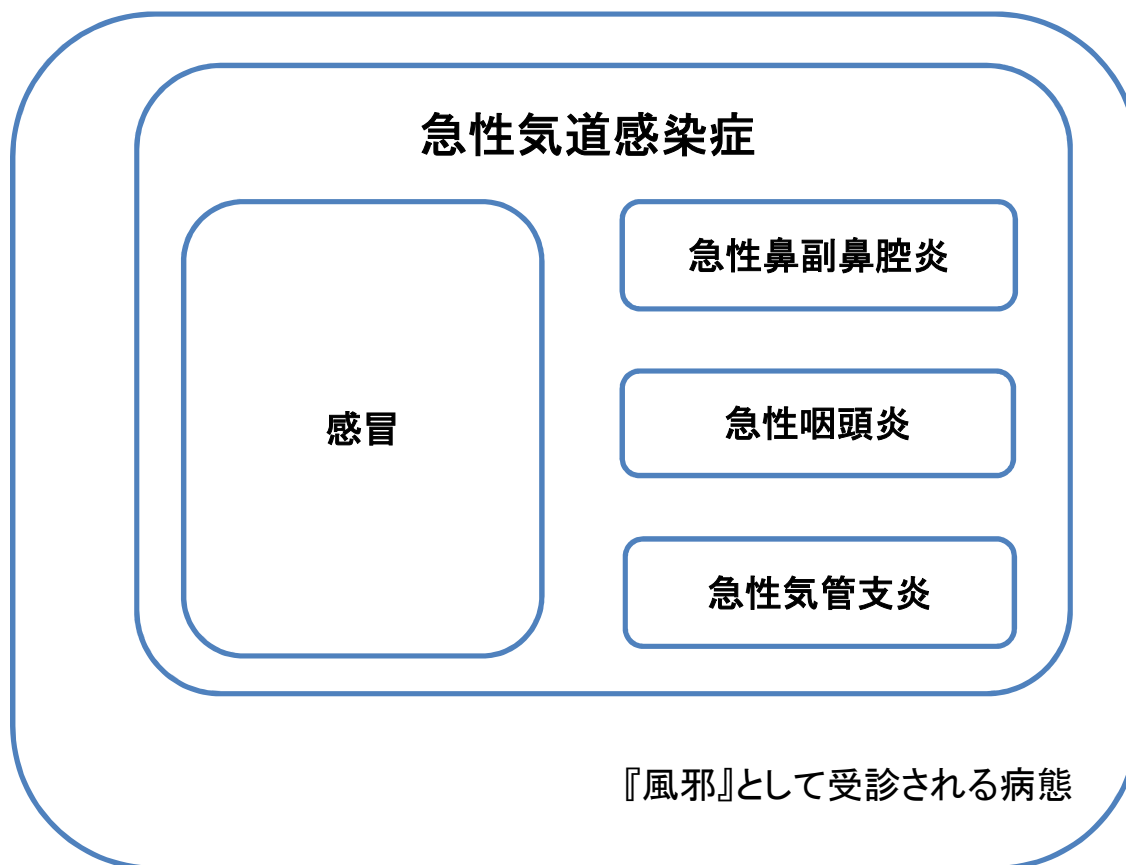 急性気道感染症
感冒
急性鼻副鼻腔炎
急性咽頭炎
急性気管支炎
『風邪』として受診される病態